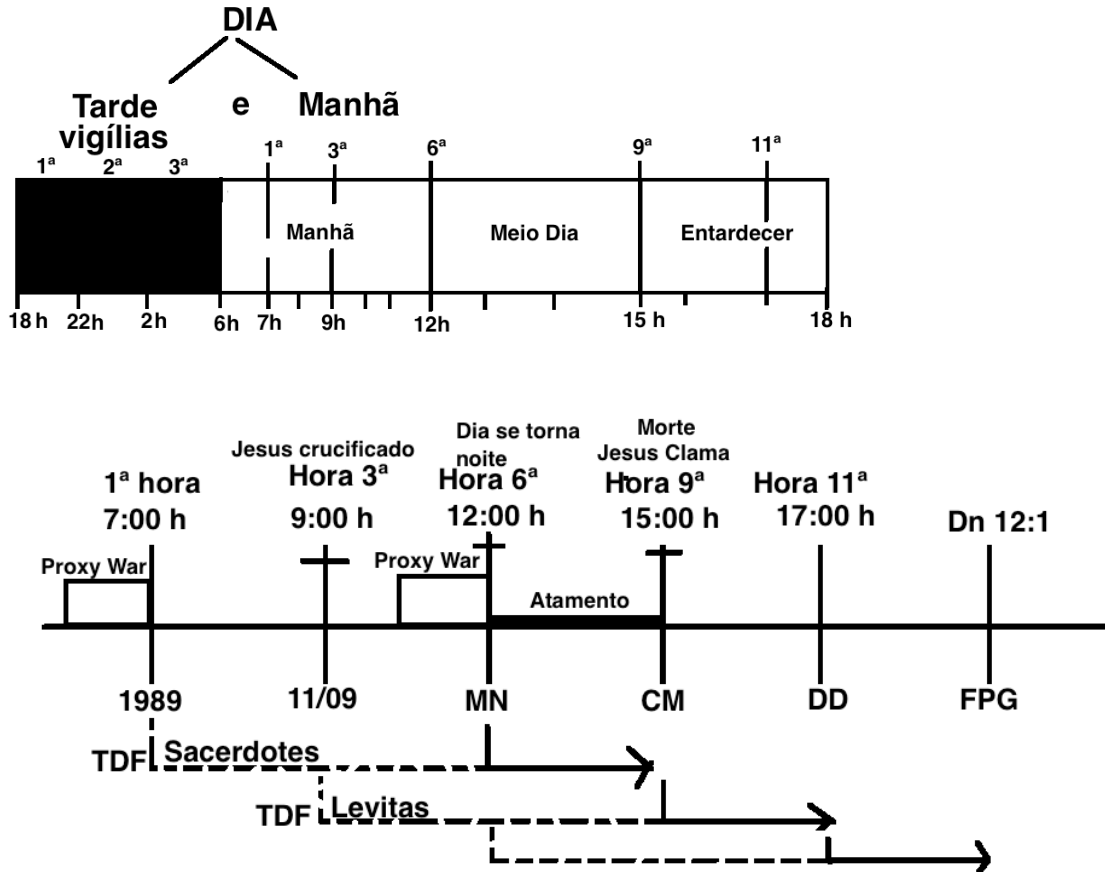 DIA
Tarde e Manhã
vigílias
1ª 2ª 3ª 1ª 3ª 6ª 9ª 11ª
Manhã Meio Dia Entardecer
18 h 22h 2h 6h 7h 9h 12h 15 h 18 h
Jesus crucificado
Dia se torna
noite
Morte
Jesus Clama
1ª hora Hora 3ª Hora 6ª Hora 9ª Hora 11ª
7:00 h 9:00 h 12:00 h 15:00 h 17:00 h Dn 12:1
Proxy War Proxy War
Atamento
1989 11/09 MN CM DD FPG
TDF Sacerdotes
TDF Levitas